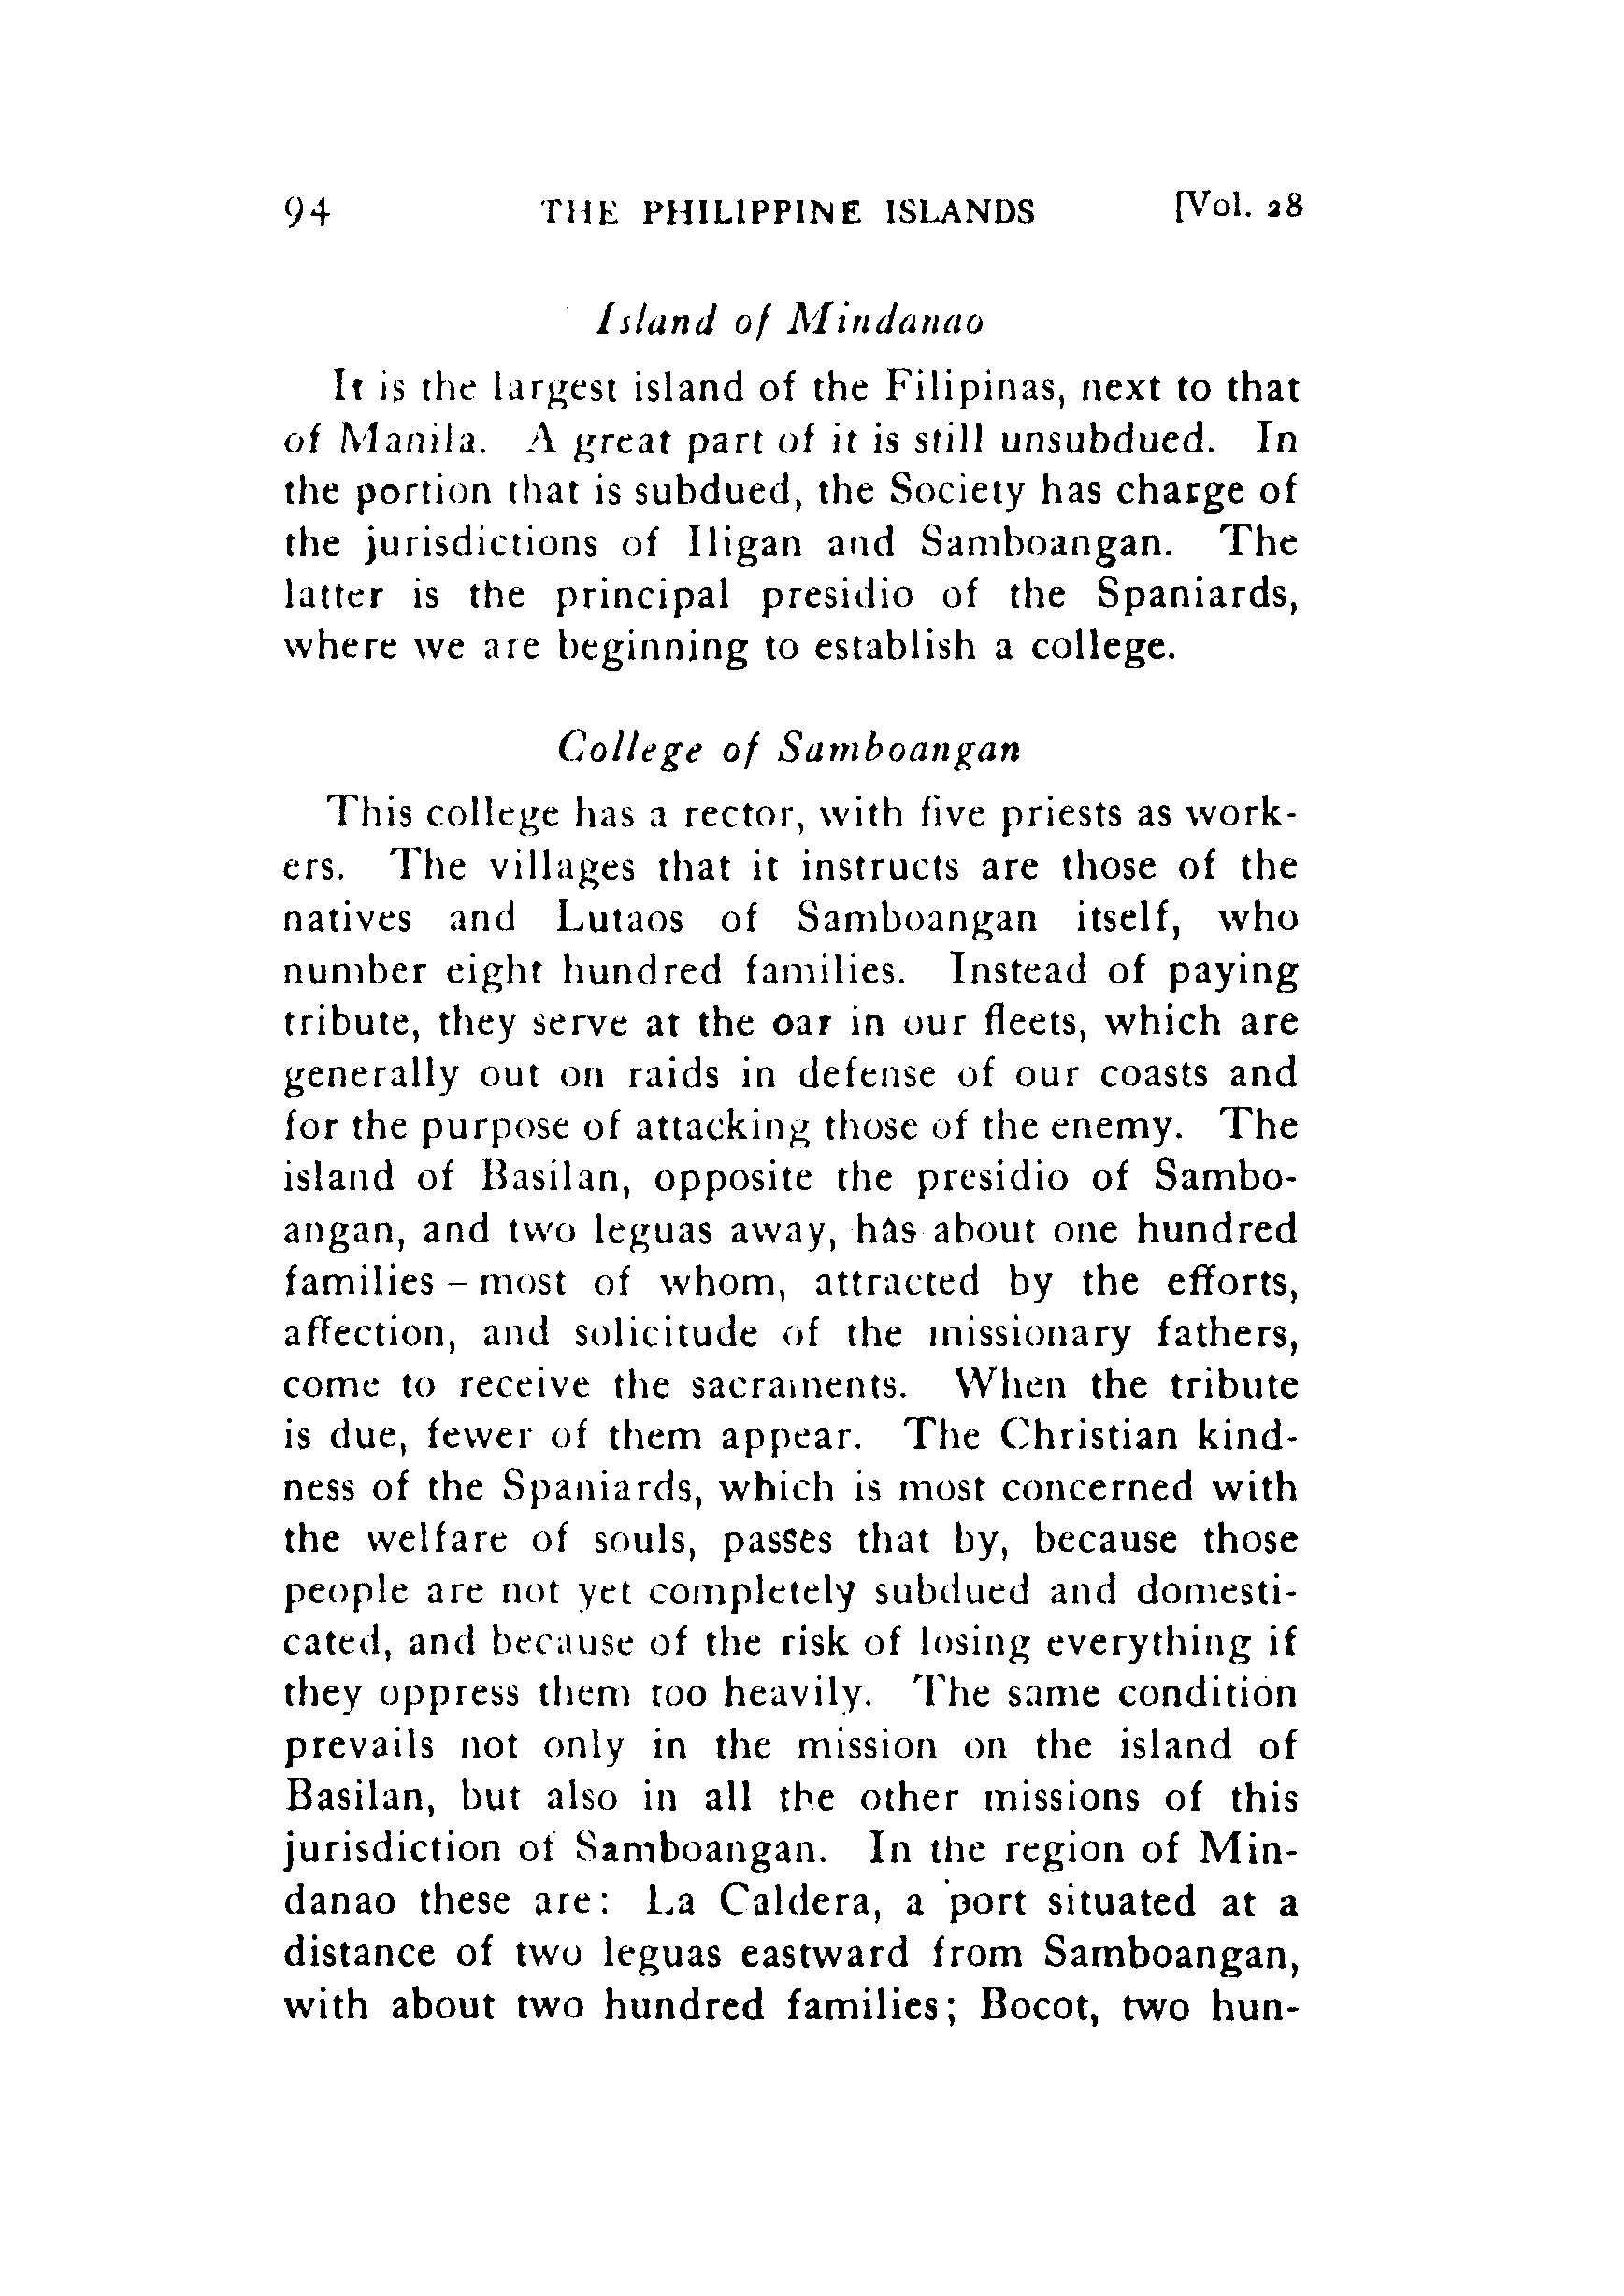 94 THE PHILIPPINE ISLANDS [Vol. 28
Island of Mindanao
It is the largest island of the Filipinas, next to that
of Manila. A great part of it is still unsubdued. In
the portion that is subdued, the Society has charge of
the jurisdictions of Iligan and Samboangan. The
latter is the principal presidio of the Spaniards,
where we are beginning to establish a college.
College of Samboangan
This college has a rector, with five priests as work-
ers. The villages that it instructs are those of the
natives and Lutaos of Samboangan itself, who
number eight hundred families. Instead of paying
tribute, they serve at the oar in our fleets, which are
generally out on raids in defense of our coasts and
for the purpose of attacking those of the enemy. The
island of Basilan, opposite the presidio of Sambo-
angan, and two leguas away, has about one hundred
families – most of whom, attracted by the efforts,
affection, and solicitude of the missionary fathers,
come to receive the sacraments. When the tribute
is due, fewer of them appear. The Christian kind-
ness of the Spaniards, which is most concerned with
the welfare of souls, passes that by, because those
people are not yet completely subdued and domesti-
cated, and because of the risk of losing everything if
they oppress them too heavily. The same condition
prevails not only in the mission on the island of
Basilan, but also in all the other missions of this
jurisdiction of Samboangan. In the region of Min-
danao these are: La Caldera, a port situated at a
distance of two leguas eastward from Samboangan,
with about two hundred families; Bocot, two hun-